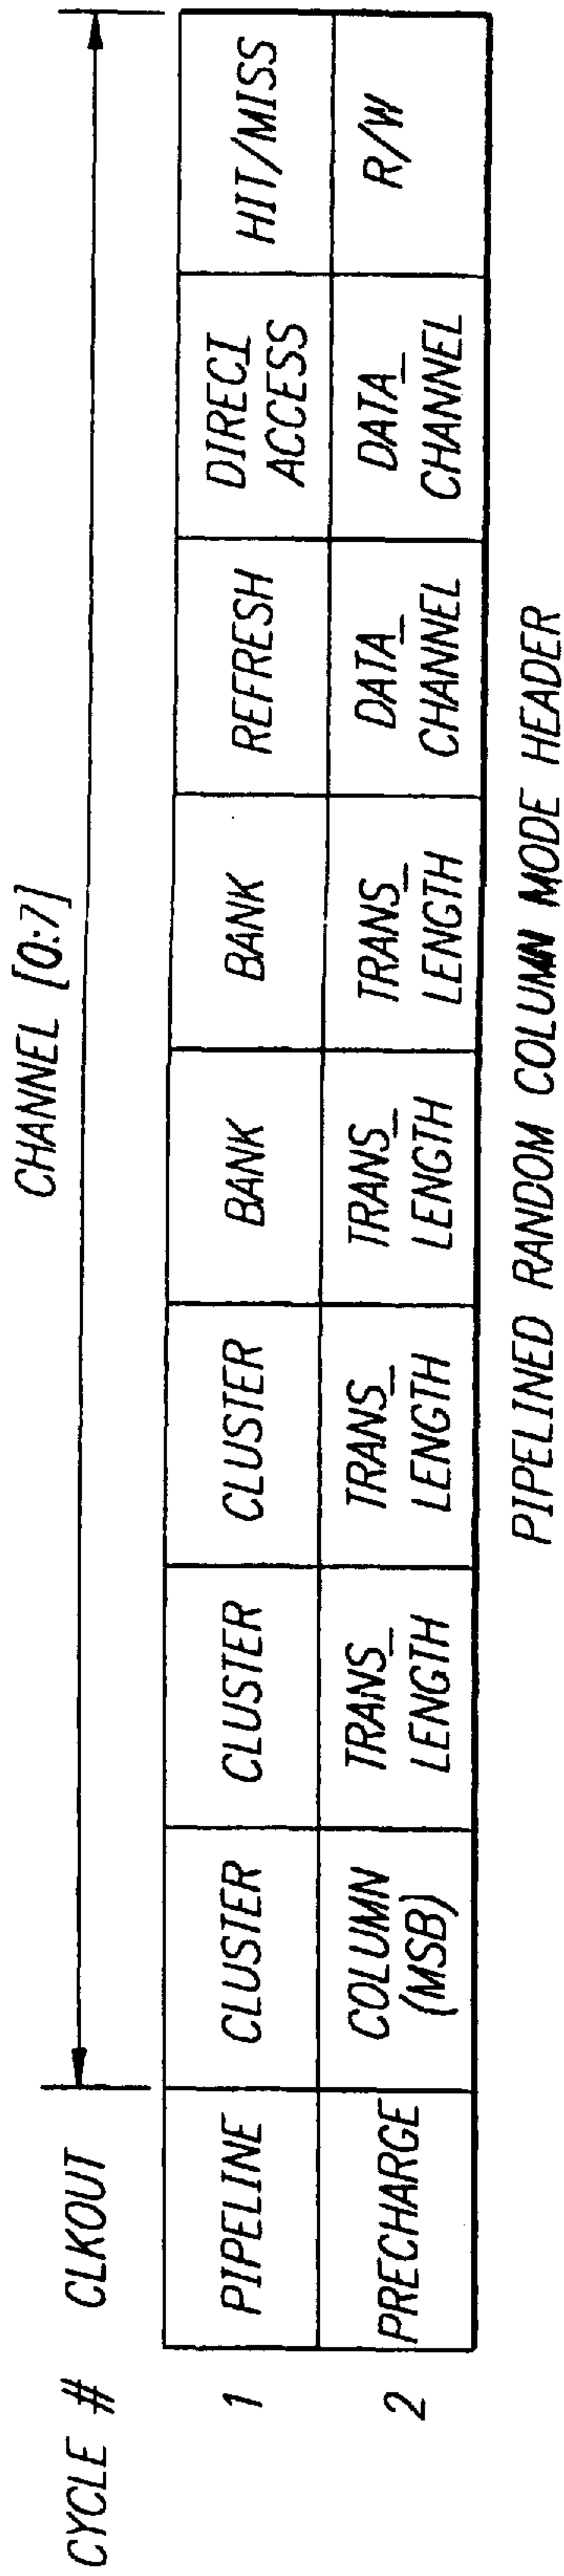 CHANNEL [0:7]
CYCLE # CLKOUT
1 PIPELINE CLUSTER CLUSTER CLUSTER BANK BANK REFRESH DIRECT_ ACCESS HIT/MISS
2 PRECHARGE COLUMN (MSB) TRANS_ LENGTH TRANS_ LENGTH TRANS_ LENGTH TRANS_ LENGTH DATA_ CHANNEL DATA_ CHANNEL R/W
PIPELINED RANDOM COLUMN MODE HEADER